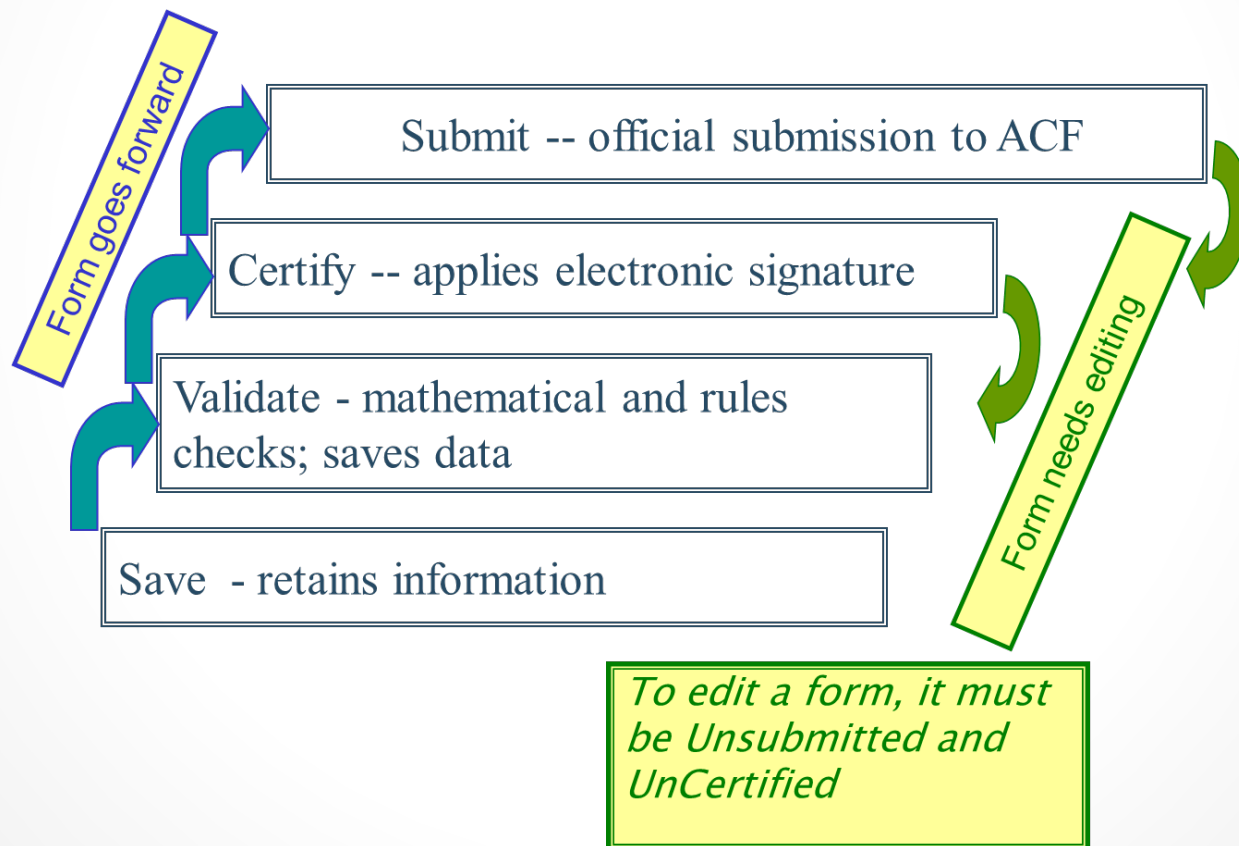 Form goes forward
Submit -- official submission to ACF
Certify -- applies electronic signature
Validate - mathematical and rules
checks; saves data
Save - retains information
Form needs editing
To edit a form, it must
be Unsubmitted and
UnCertified